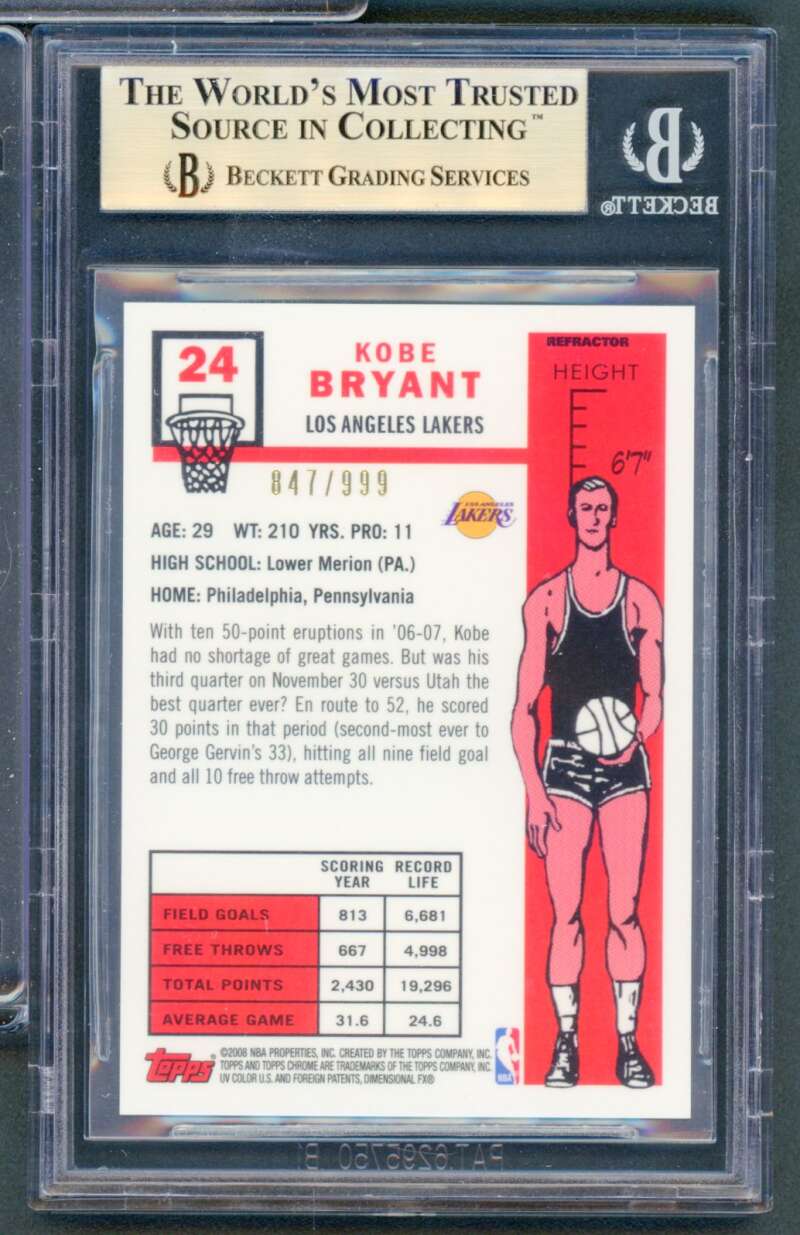 THE WORLD'S MOST TRUSTED
SOURCE IN COLLECTING™
B BECKETT GRADING SERVICES
B
BECKETT®
24
KOBE
BRYANT
LOS ANGELES LAKERS
847/999
REFRACTOR
HEIGHT
6'7"
LOS ANGELES
LAKERS
AGE: 29 WT: 210 YRS. PRO: 11
HIGH SCHOOL: Lower Merion (PA.)
HOME: Philadelphia, Pennsylvania
With ten 50-point eruptions in '06-07, Kobe
had no shortage of great games. But was his
third quarter on November 30 versus Utah the
best quarter ever? En route to 52, he scored
30 points in that period (second-most ever to
George Gervin's 33), hitting all nine field goal
and all 10 free throw attempts.
SCORING RECORD
YEAR LIFE
FIELD GOALS 813 6,681
FREE THROWS 667 4,998
TOTAL POINTS 2,430 19,296
AVERAGE GAME 31.6 24.6
topps®
©2008 NBA PROPERTIES, INC. CREATED BY THE TOPPS COMPANY, INC.
TOPPS AND TOPPS CHROME ARE TRADEMARKS OF THE TOPPS COMPANY, INC.
UV COLOR U.S. AND FOREIGN PATENTS, DIMENSIONAL FX®
NBA
PAT.6295750 B1